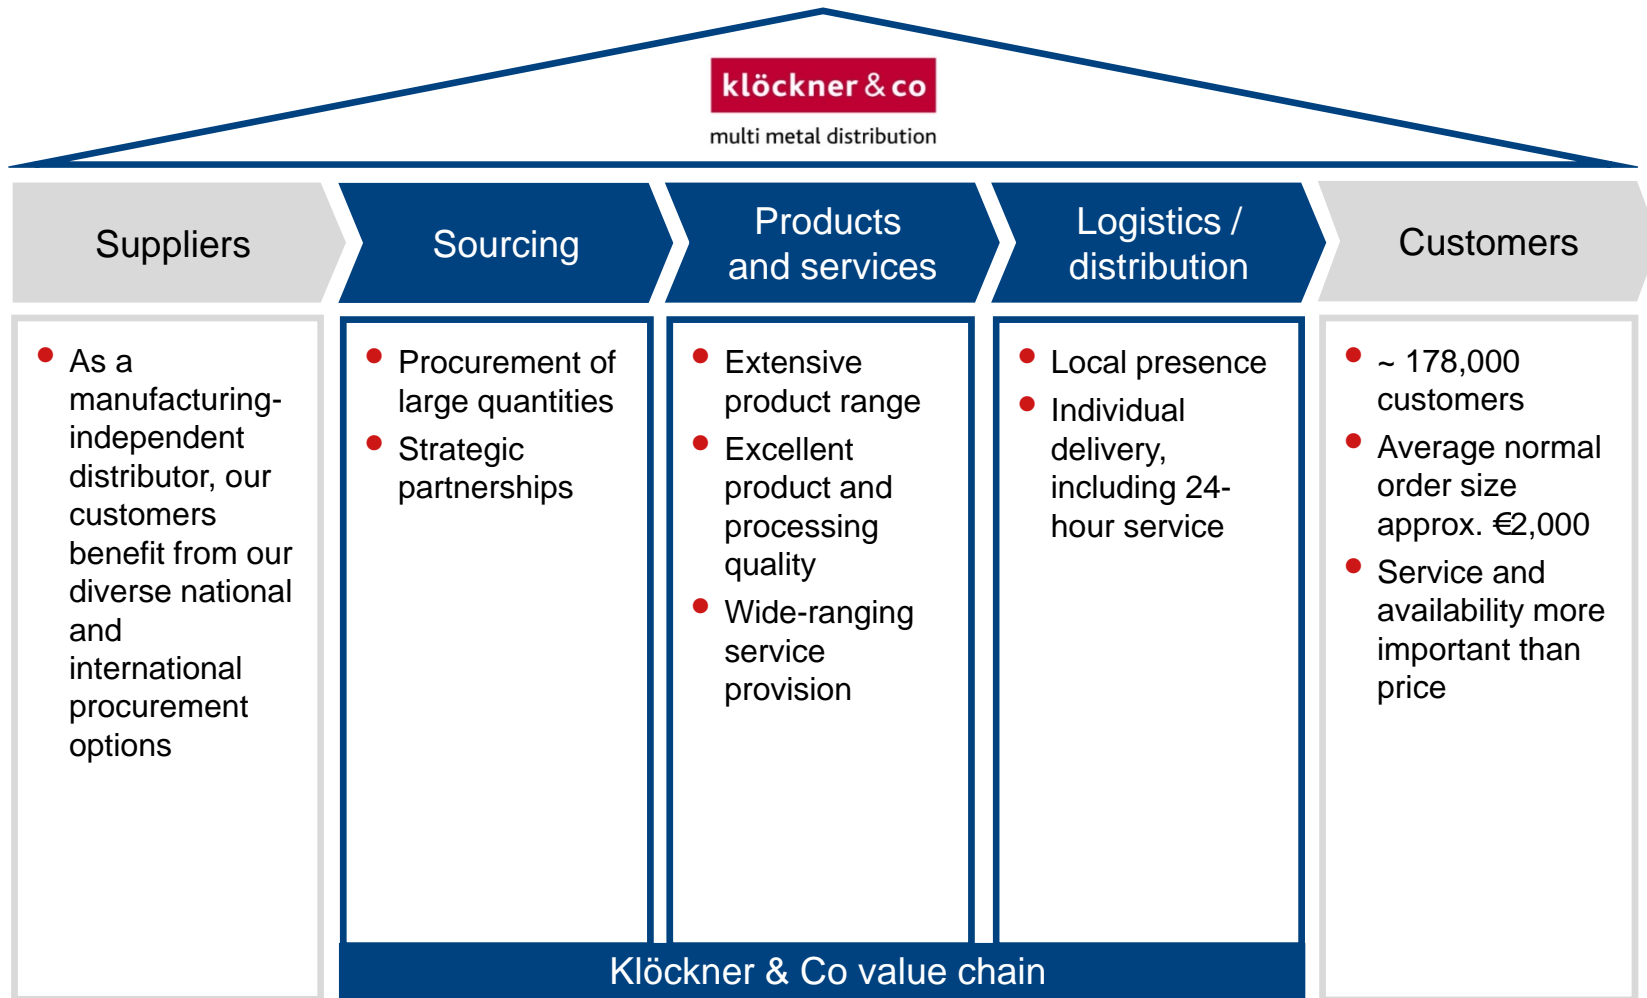 klöckner & co
multi metal distribution
Suppliers
Sourcing
Products
and services
Logistics /
distribution
Customers
• As a
manufacturing-
independent
distributor, our
customers
benefit from our
diverse national
and
international
procurement
options
• Procurement of
large quantities
• Strategic
partnerships
• Extensive
product range
• Excellent
product and
processing
quality
• Wide-ranging
service
provision
• Local presence
• Individual
delivery,
including 24-
hour service
• ~ 178,000
customers
• Average normal
order size
approx. €2,000
• Service and
availability more
important than
price
Klöckner & Co value chain